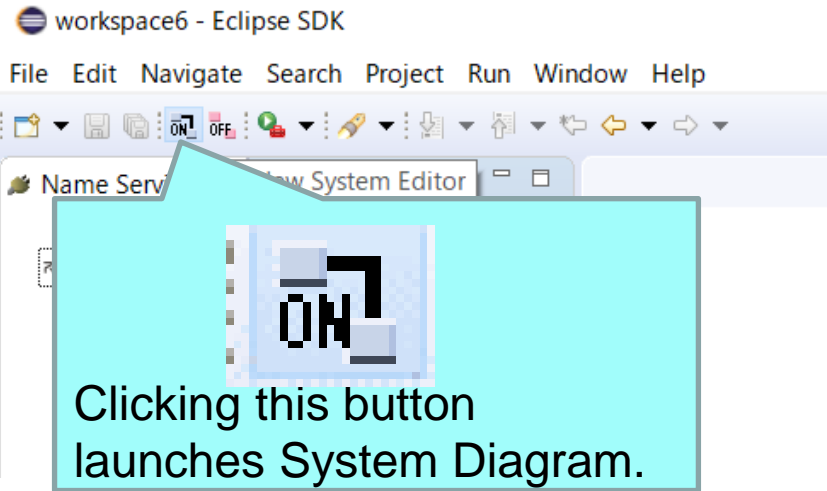 workspace6 - Eclipse SDK
File Edit Navigate Search Project Run Window Help
ON OFF
Name Servi
System Editor
ON
Clicking this button
launches System Diagram.